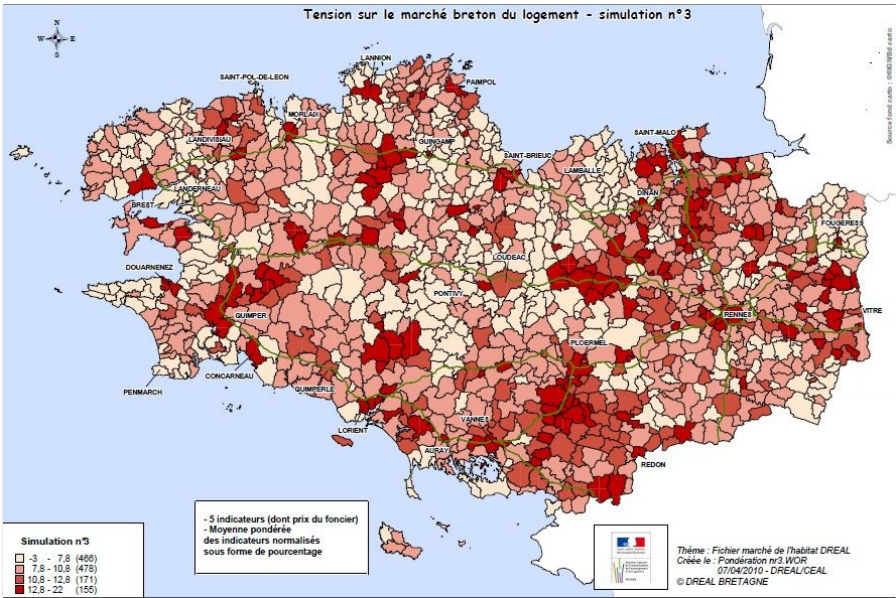 Tension sur le marché breton du logement - simulation n°3
N
W E
S
LANNION
SAINT-POL-DE-LEON
PAIMPOL
MORLAIX
SAINT-MALO
LANDIVISIAU
GUINGAMP
SAINT-BRIEUC
LAMBALLE
LANDERNEAU
DINAN
BREST
FOUGERES
DOUARNENEZ
LOUDEAC
PONTIVY
QUIMPER
RENNES
VITRE
PLOERMEL
CONCARNEAU
PENMARCH
QUIMPERLE
VANNES
LORIENT
AURAY
REDON
- 5 indicateurs (dont prix du foncier)
- Moyenne pondérée
des indicateurs normalisés
sous forme de pourcentage
Simulation n°3
-3 - 7,8 (466)
7,8 - 10,8 (478)
10,8 - 12,8 (171)
12,8 - 22 (155)
Thème : Fichier marché de l'habitat DREAL
Créée le : Pondération nr3.WOR
07/04/2010 - DREAL/CEAL
© DREAL BRETAGNE
Source fond carto :